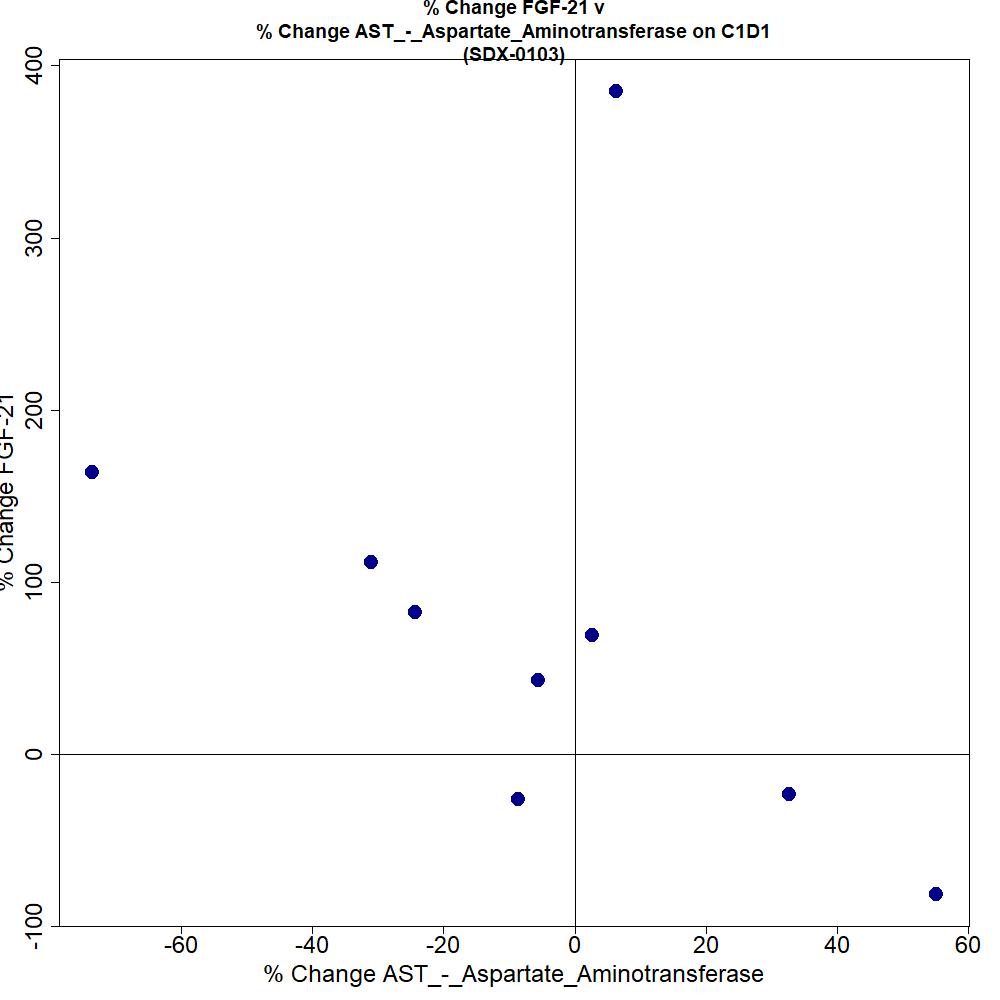 % Change FGF-21 v
% Change AST_-_Aspartate_Aminotransferase on C1D1
(SDX-0103)
% Change FGF-21
400
300
200
100
0
-100
-60
-40
-20
0
20
40
60
% Change AST_-_Aspartate_Aminotransferase